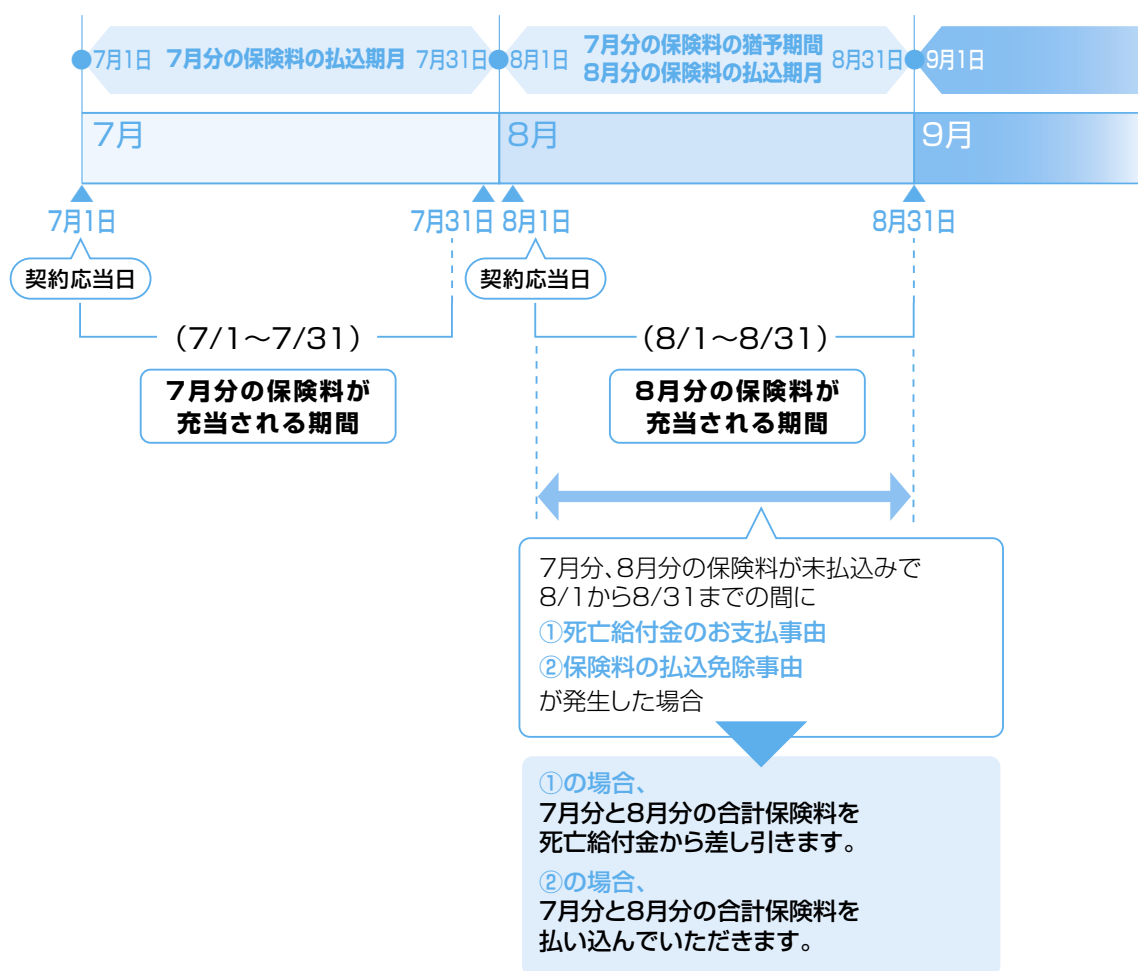 7月1日 7月分の保険料の払込期月 7月31日
8月1日 7月分の保険料の猶予期間
8月分の保険料の払込期月 8月31日
9月1日
7月
8月
9月
7月1日
7月31日
8月1日
8月31日
契約応当日
契約応当日
（7/1～7/31）
（8/1～8/31）
7月分の保険料が
充当される期間
8月分の保険料が
充当される期間
7月分、8月分の保険料が未払込みで
8/1から8/31までの間に
①死亡給付金のお支払事由
②保険料の払込免除事由
が発生した場合
①の場合、
7月分と8月分の合計保険料を
死亡給付金から差し引きます。
②の場合、
7月分と8月分の合計保険料を
払い込んでいただきます。